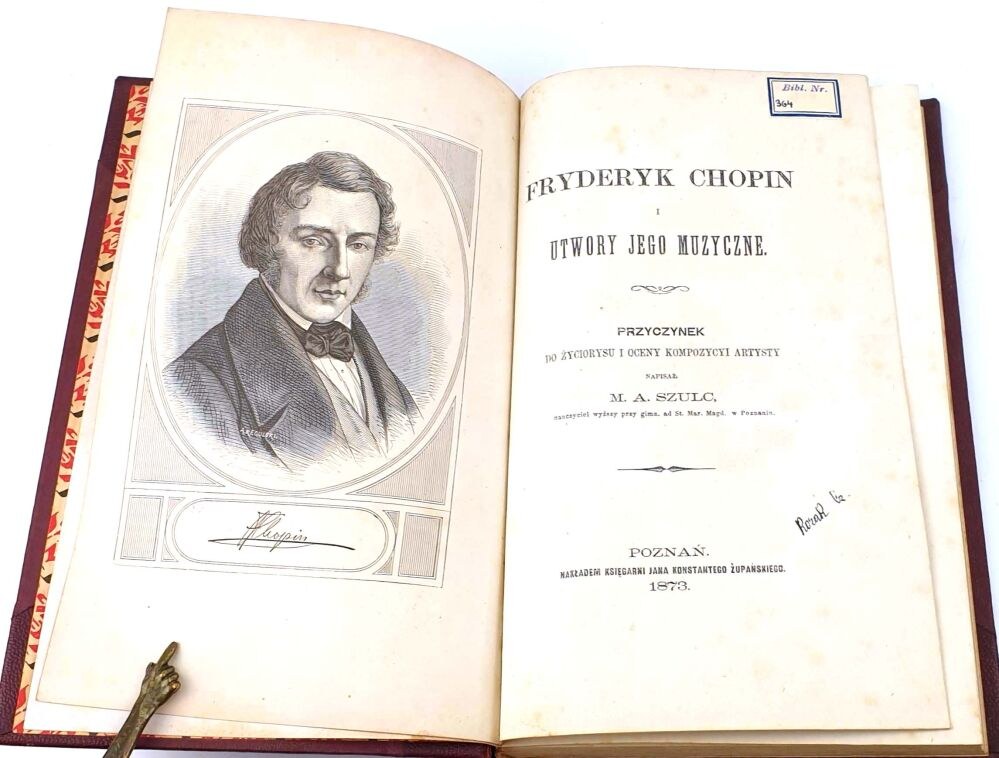 Chopin
Bibl. Nr.
364
FRYDERYK CHOPIN
I
UTWORY JEGO MUZYCZNE.
PRZYCZYNEK
DO ŻYCIORYSU I OCENY KOMPOZYCYI ARTYSTY
NAPISAŁ
M. A. SZULC,
nauczyciel wyższy przy gimn. ad St. Mar. Magd. w Poznaniu.
POZNAŃ.
NAKŁADEM KSIĘGARNI JANA KONSTANTEGO ŻUPAŃSKIEGO.
1873.